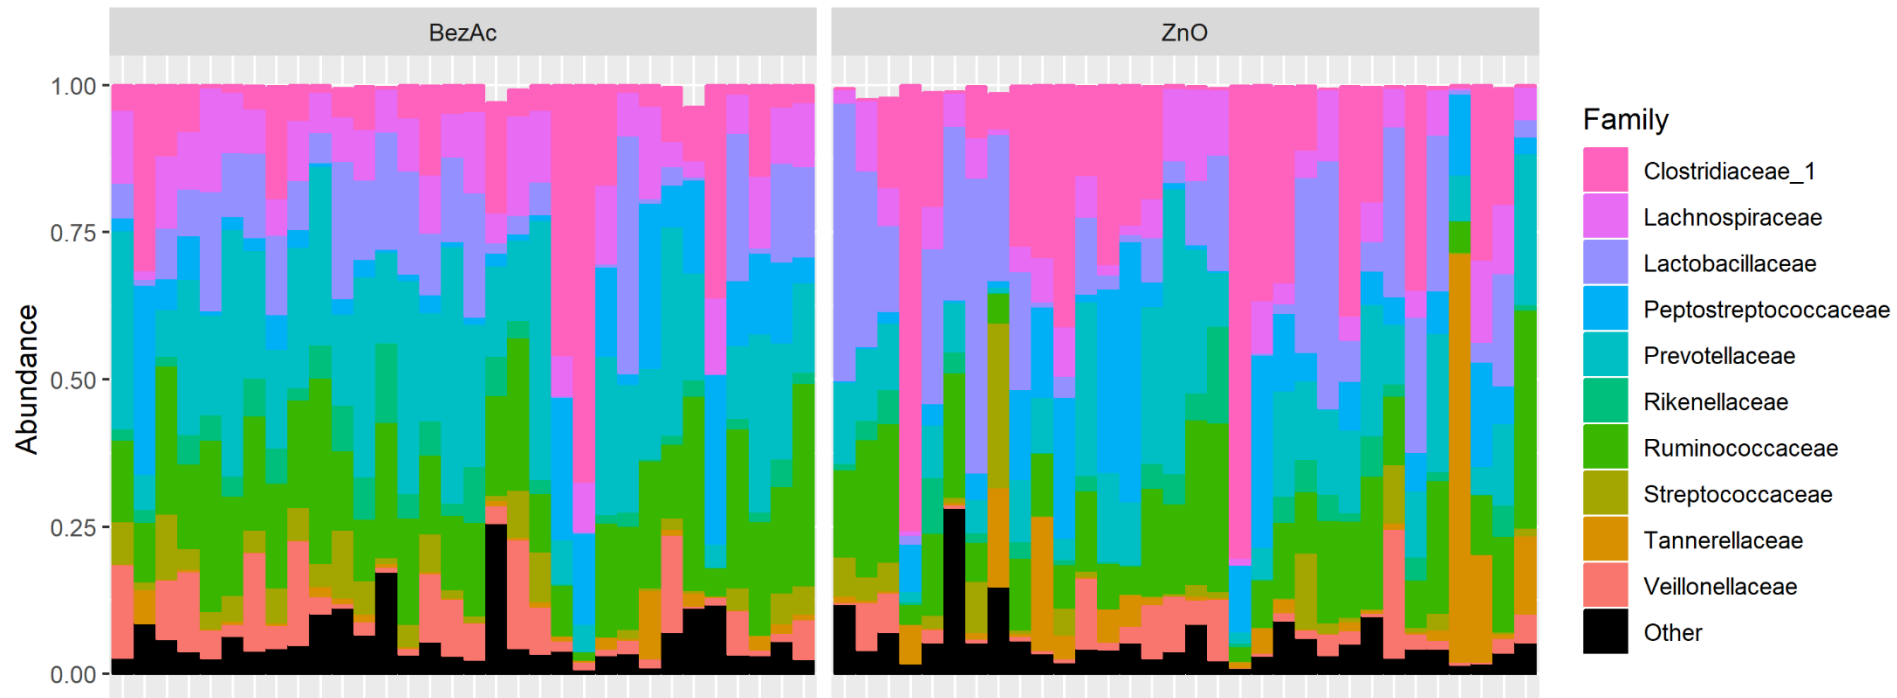 BezAc
ZnO
1.00
0.75
0.50
0.25
0.00
Abundance
Family
Clostridiaceae_1
Lachnospiraceae
Lactobacillaceae
Peptostreptococcaceae
Prevotellaceae
Rikenellaceae
Ruminococcaceae
Streptococcaceae
Tannerellaceae
Veillonellaceae
Other